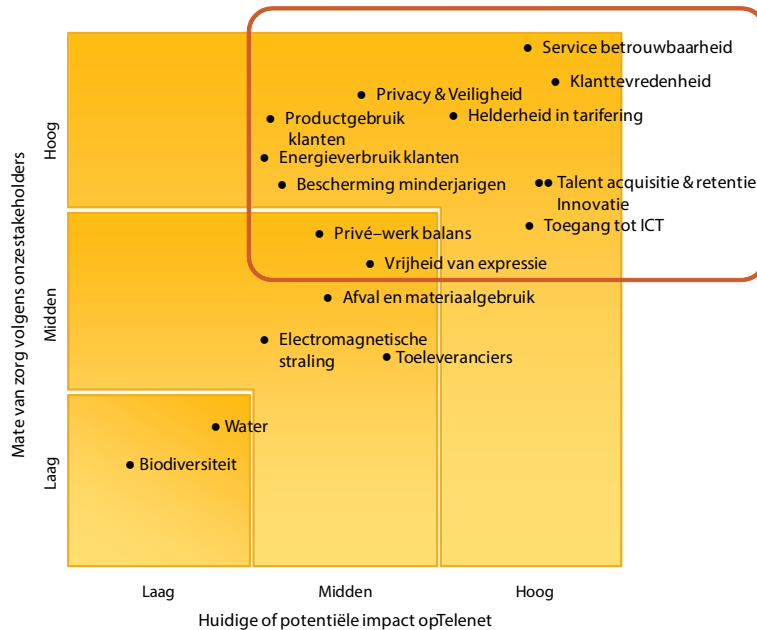 Service betrouwbaarheid
Klanttevredenheid
Privacy & Veiligheid
Helderheid in tarifering
Productgebruik
klanten
Energieverbruik klanten
Bescherming minderjarigen
Talent acquisitie & retentie
Innovatie
Toegang tot ICT
Privé–werk balans
Vrijheid van expressie
Afval en materiaalgebruik
Electromagnetische
straling
Toeleveranciers
Water
Biodiversiteit
Mate van zorg volgens onzestakeholders
Hoog
Midden
Laag
Laag
Midden
Hoog
Huidige of potentiële impact opTelenet